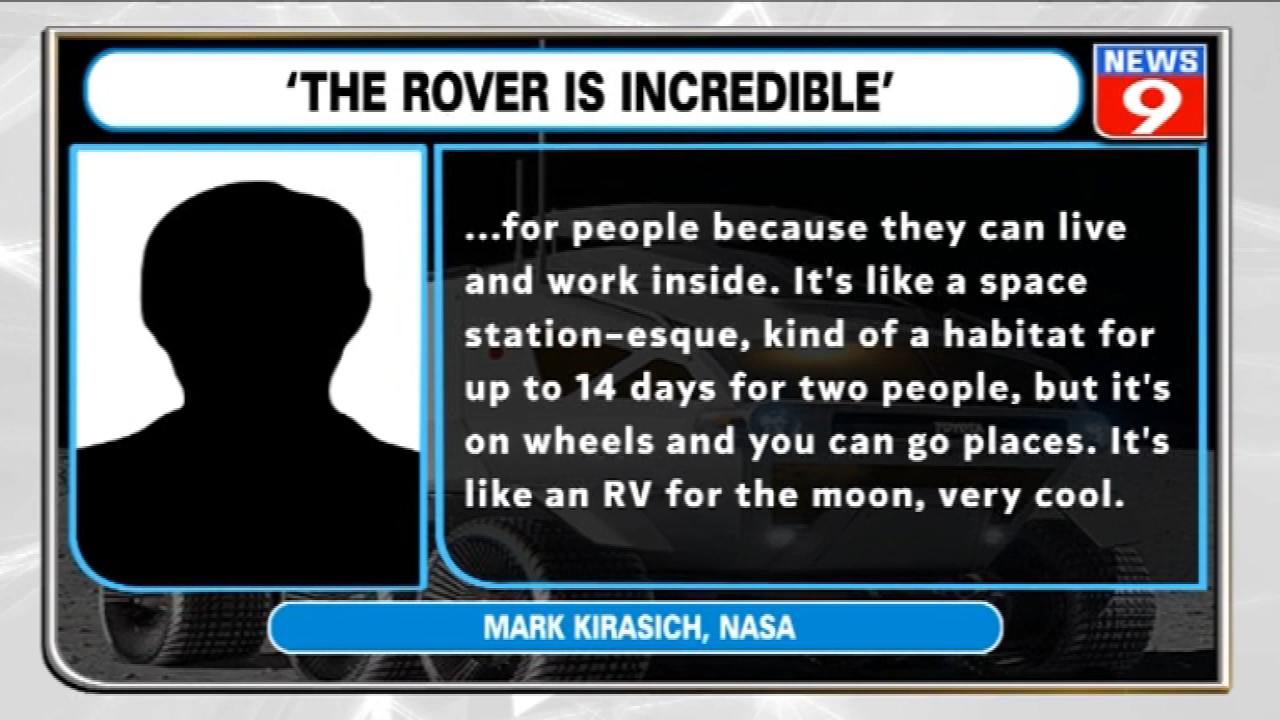 ‘THE ROVER IS INCREDIBLE’
NEWS
9
...for people because they can live
and work inside. It's like a space
station–esque, kind of a habitat for
up to 14 days for two people, but it's
on wheels and you can go places. It's
like an RV for the moon, very cool.
TOYOTA
MARK KIRASICH, NASA